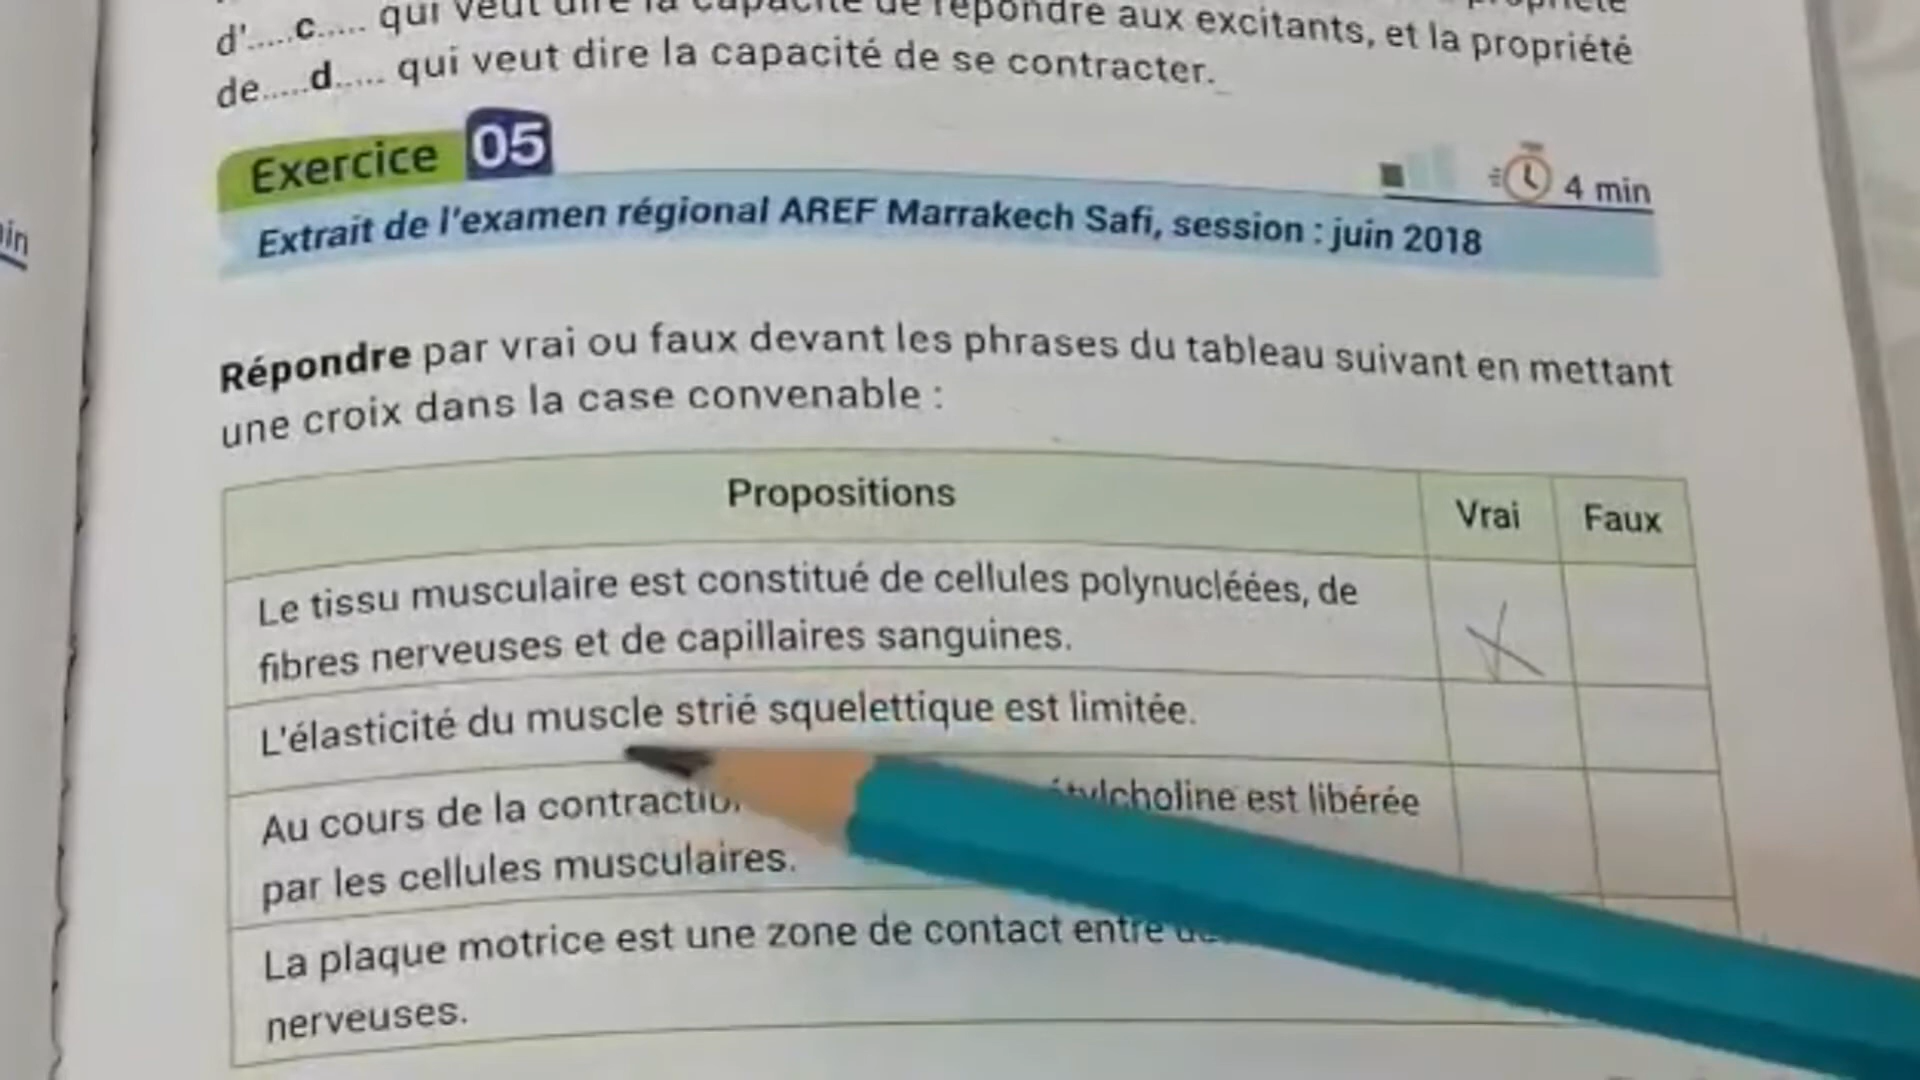 d'.....c..... qui veut dire la capacité de répondre aux excitants, et la propriété
de.....d..... qui veut dire la capacité de se contracter.
Exercice 05
4 min
Extrait de l'examen régional AREF Marrakech Safi, session : juin 2018
in
Répondre par vrai ou faux devant les phrases du tableau suivant en mettant
une croix dans la case convenable :
Propositions Vrai Faux
Le tissu musculaire est constitué de cellules polynucléées, de
fibres nerveuses et de capillaires sanguines.
L'élasticité du muscle strié squelettique est limitée.
Au cours de la contraction est libérée
par les cellules musculaires.
La plaque motrice est une zone de contact entre
nerveuses.